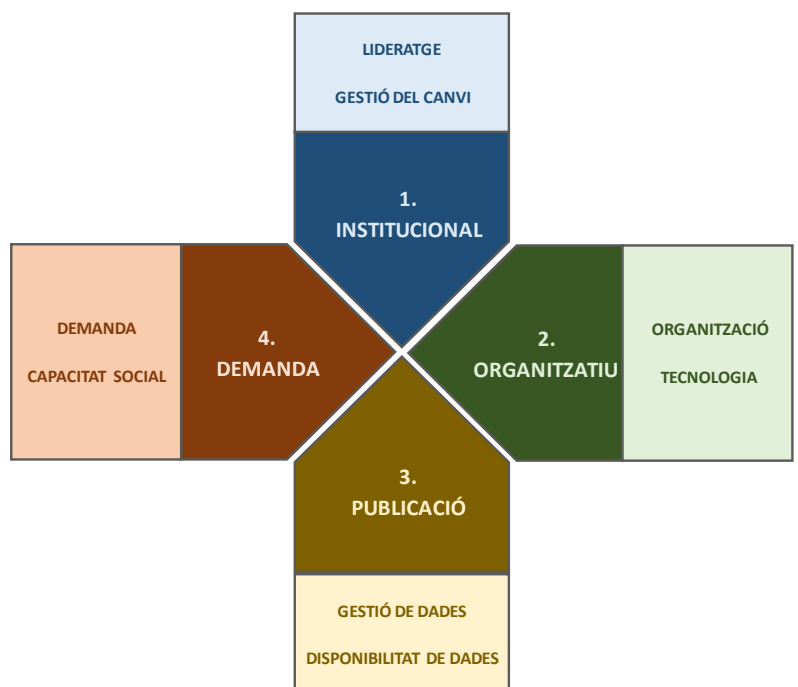 LIDERATGE
GESTIÓ DEL CANVI
1.
INSTITUCIONAL
DEMANDA
CAPACITAT SOCIAL
4.
DEMANDA
2.
ORGANITZATIU
ORGANITZACIÓ
TECNOLOGIA
3.
PUBLICACIÓ
GESTIÓ DE DADES
DISPONIBILITAT DE DADES